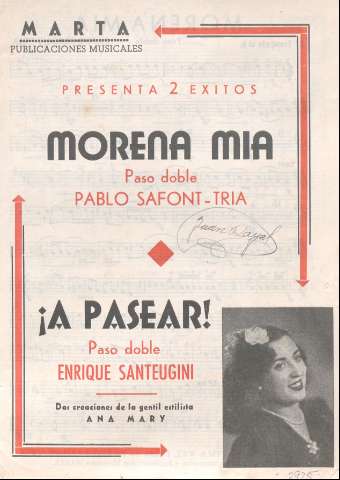 MARTA
PUBLICACIONES MUSICALES
PRESENTA 2 EXITOS
MORENA MIA
Paso doble
PABLO SAFONT-TRIA
¡A PASEAR!
Paso doble
ENRIQUE SANTEUGINI
Dos creaciones de la gentil estilista
ANA MARY